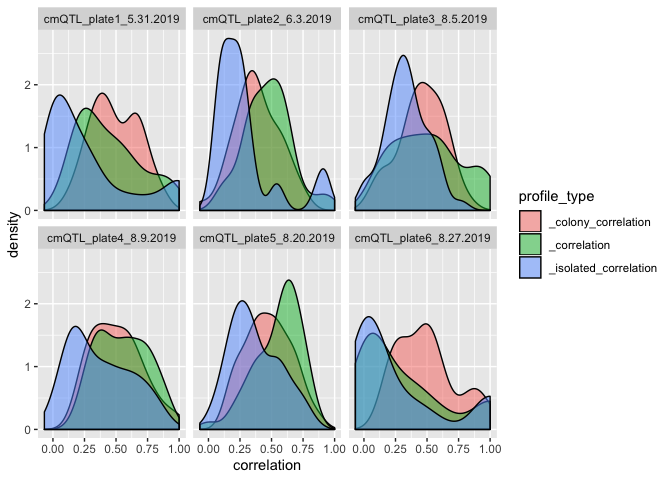 cmQTL_plate1_5.31.2019 cmQTL_plate2_6.3.2019 cmQTL_plate3_8.5.2019
2
1
0
cmQTL_plate4_8.9.2019 cmQTL_plate5_8.20.2019 cmQTL_plate6_8.27.2019
2
1
0
0.00 0.25 0.50 0.75 1.00 0.00 0.25 0.50 0.75 1.00 0.00 0.25 0.50 0.75 1.00
correlation
density
profile_type
_colony_correlation
_correlation
_isolated_correlation